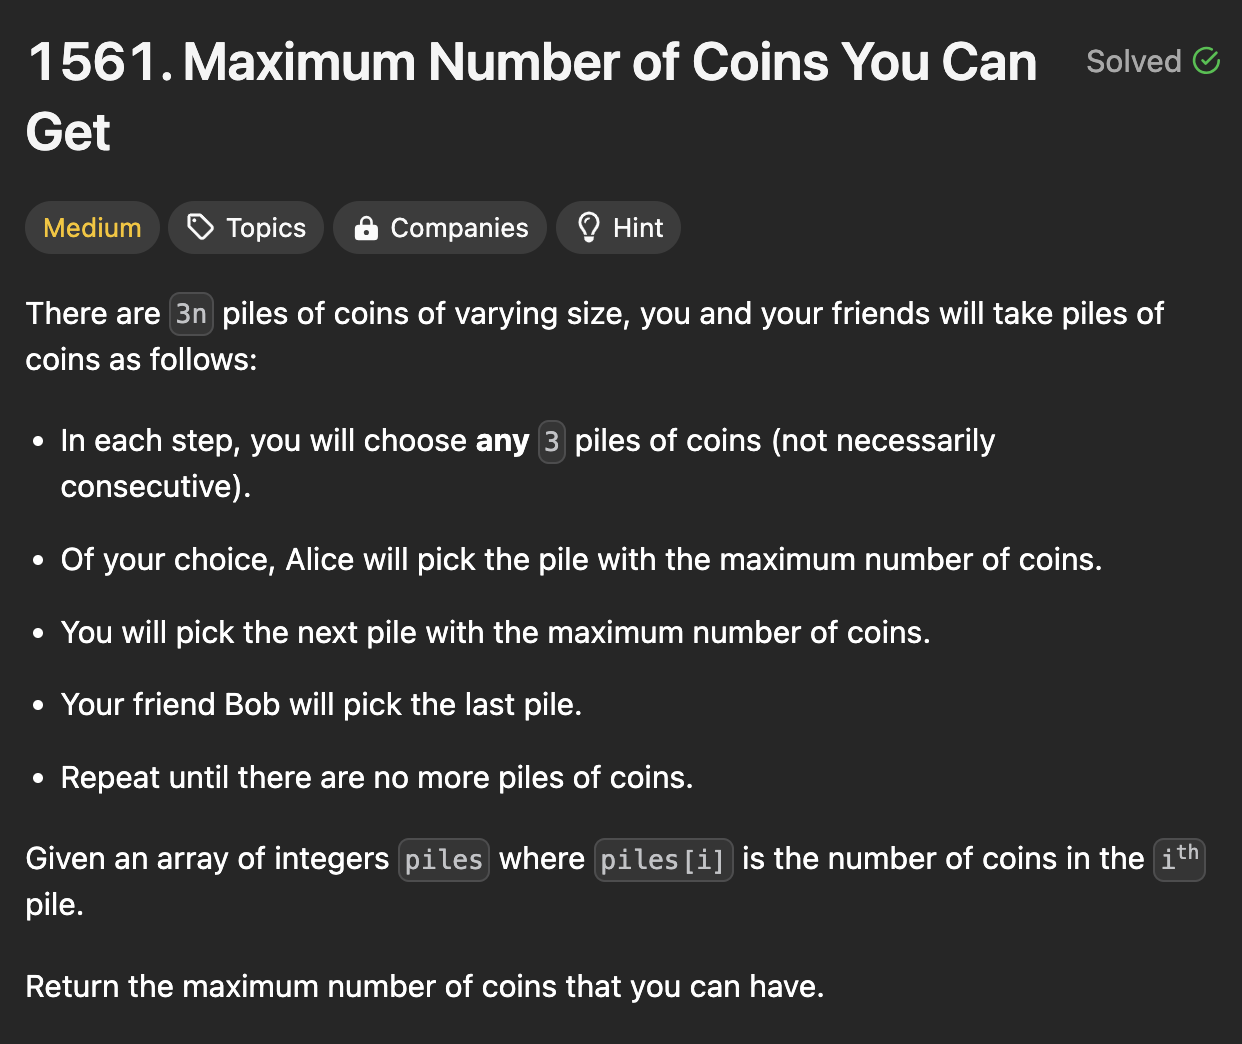 1561. Maximum Number of Coins You Can
Get
Solved
Medium
Topics
Companies
Hint
There are 3n piles of coins of varying size, you and your friends will take piles of
coins as follows:
• In each step, you will choose any 3 piles of coins (not necessarily
consecutive).
• Of your choice, Alice will pick the pile with the maximum number of coins.
• You will pick the next pile with the maximum number of coins.
• Your friend Bob will pick the last pile.
• Repeat until there are no more piles of coins.
Given an array of integers piles where piles[i] is the number of coins in the ith
pile.
Return the maximum number of coins that you can have.